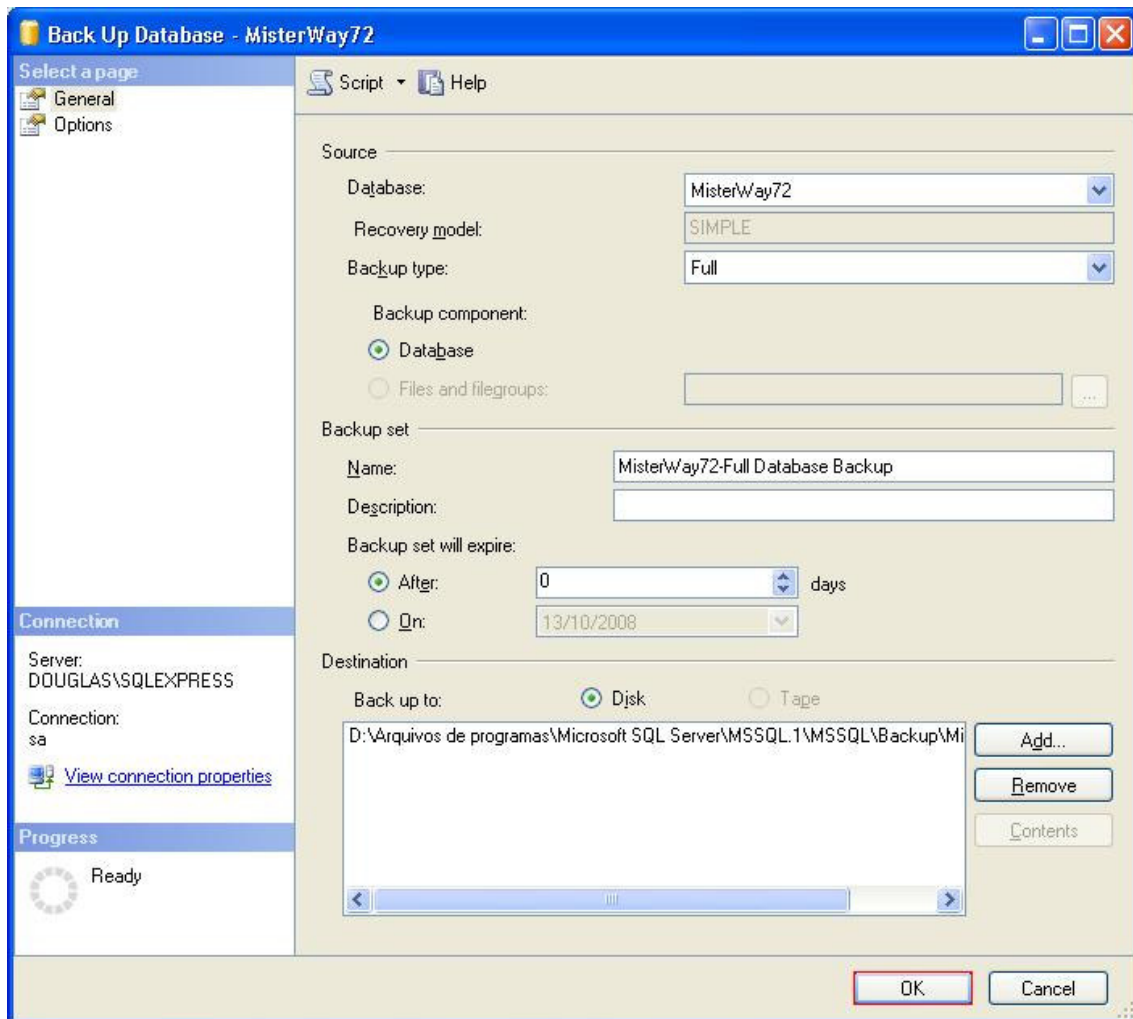 Back Up Database - MisterWay72
Select a page
General
Options
Script Help
Source
Database: MisterWay72
Recovery model: SIMPLE
Backup type: Full
Backup component:
Database
Files and filegroups: ...
Backup set
Name: MisterWay72-Full Database Backup
Description:
Backup set will expire:
After: 0 days
On: 13/10/2008
Destination
Back up to: Disk Tape
D:\Arquivos de programas\Microsoft SQL Server\MSSQL.1\MSSQL\Backup\Mi
Add...
Remove
Contents
Connection
Server:
DOUGLAS\SQLEXPRESS
Connection:
sa
View connection properties
Progress
Ready
OK Cancel